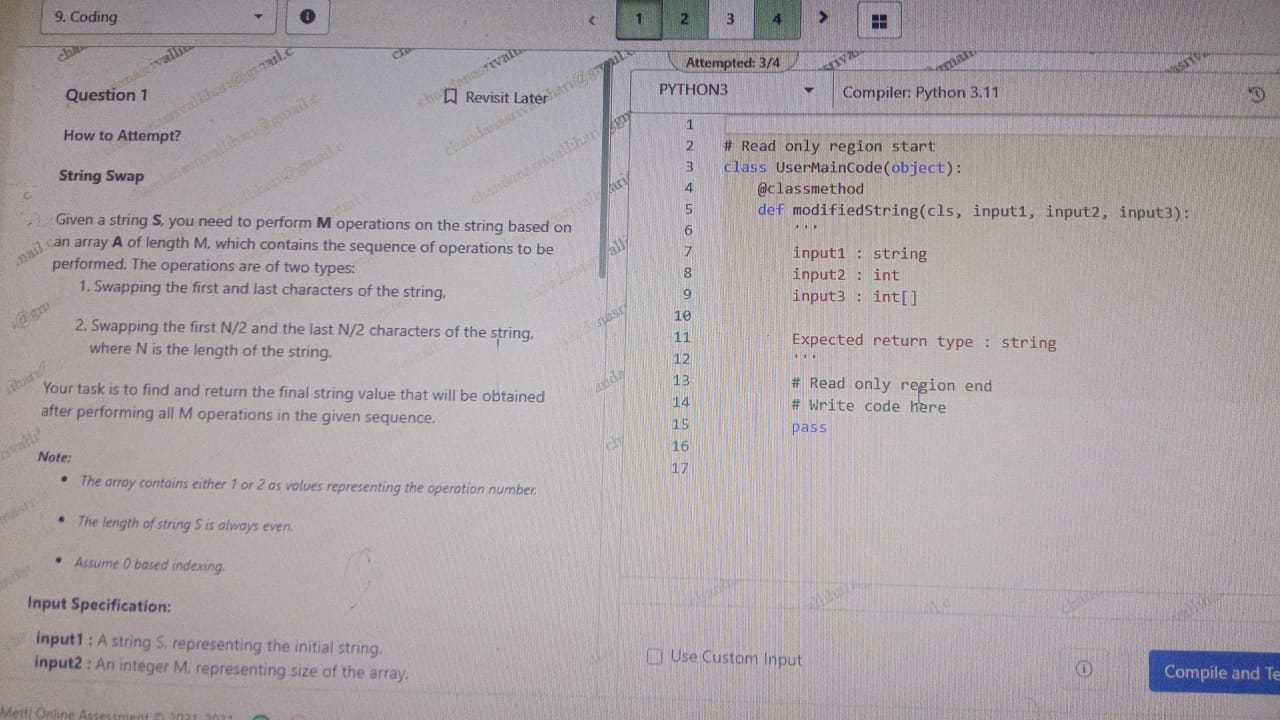 9. Coding
1 2 3 4
Attempted: 3/4
Question 1
Revisit Later
How to Attempt?
String Swap
Given a string S, you need to perform M operations on the string based on
an array A of length M, which contains the sequence of operations to be
performed. The operations are of two types:
1. Swapping the first and last characters of the string.
2. Swapping the first N/2 and the last N/2 characters of the string,
where N is the length of the string.
Your task is to find and return the final string value that will be obtained
after performing all M operations in the given sequence.
Note:
• The array contains either 1 or 2 as values representing the operation number.
• The length of string S is always even.
• Assume 0 based indexing.
Input Specification:
input1 : A string S, representing the initial string.
input2 : An integer M, representing size of the array.
Mettl Online Assessment © 2021-2031
PYTHON3
Compiler: Python 3.11
1
2 # Read only region start
3 class UserMainCode(object):
4 @classmethod
5 def modifiedString(cls, input1, input2, input3):
6 '''
7 input1 : string
8 input2 : int
9 input3 : int[]
10
11 Expected return type : string
12 '''
13 # Read only region end
14 # Write code here
15 pass
16
17
Use Custom Input
Compile and Te